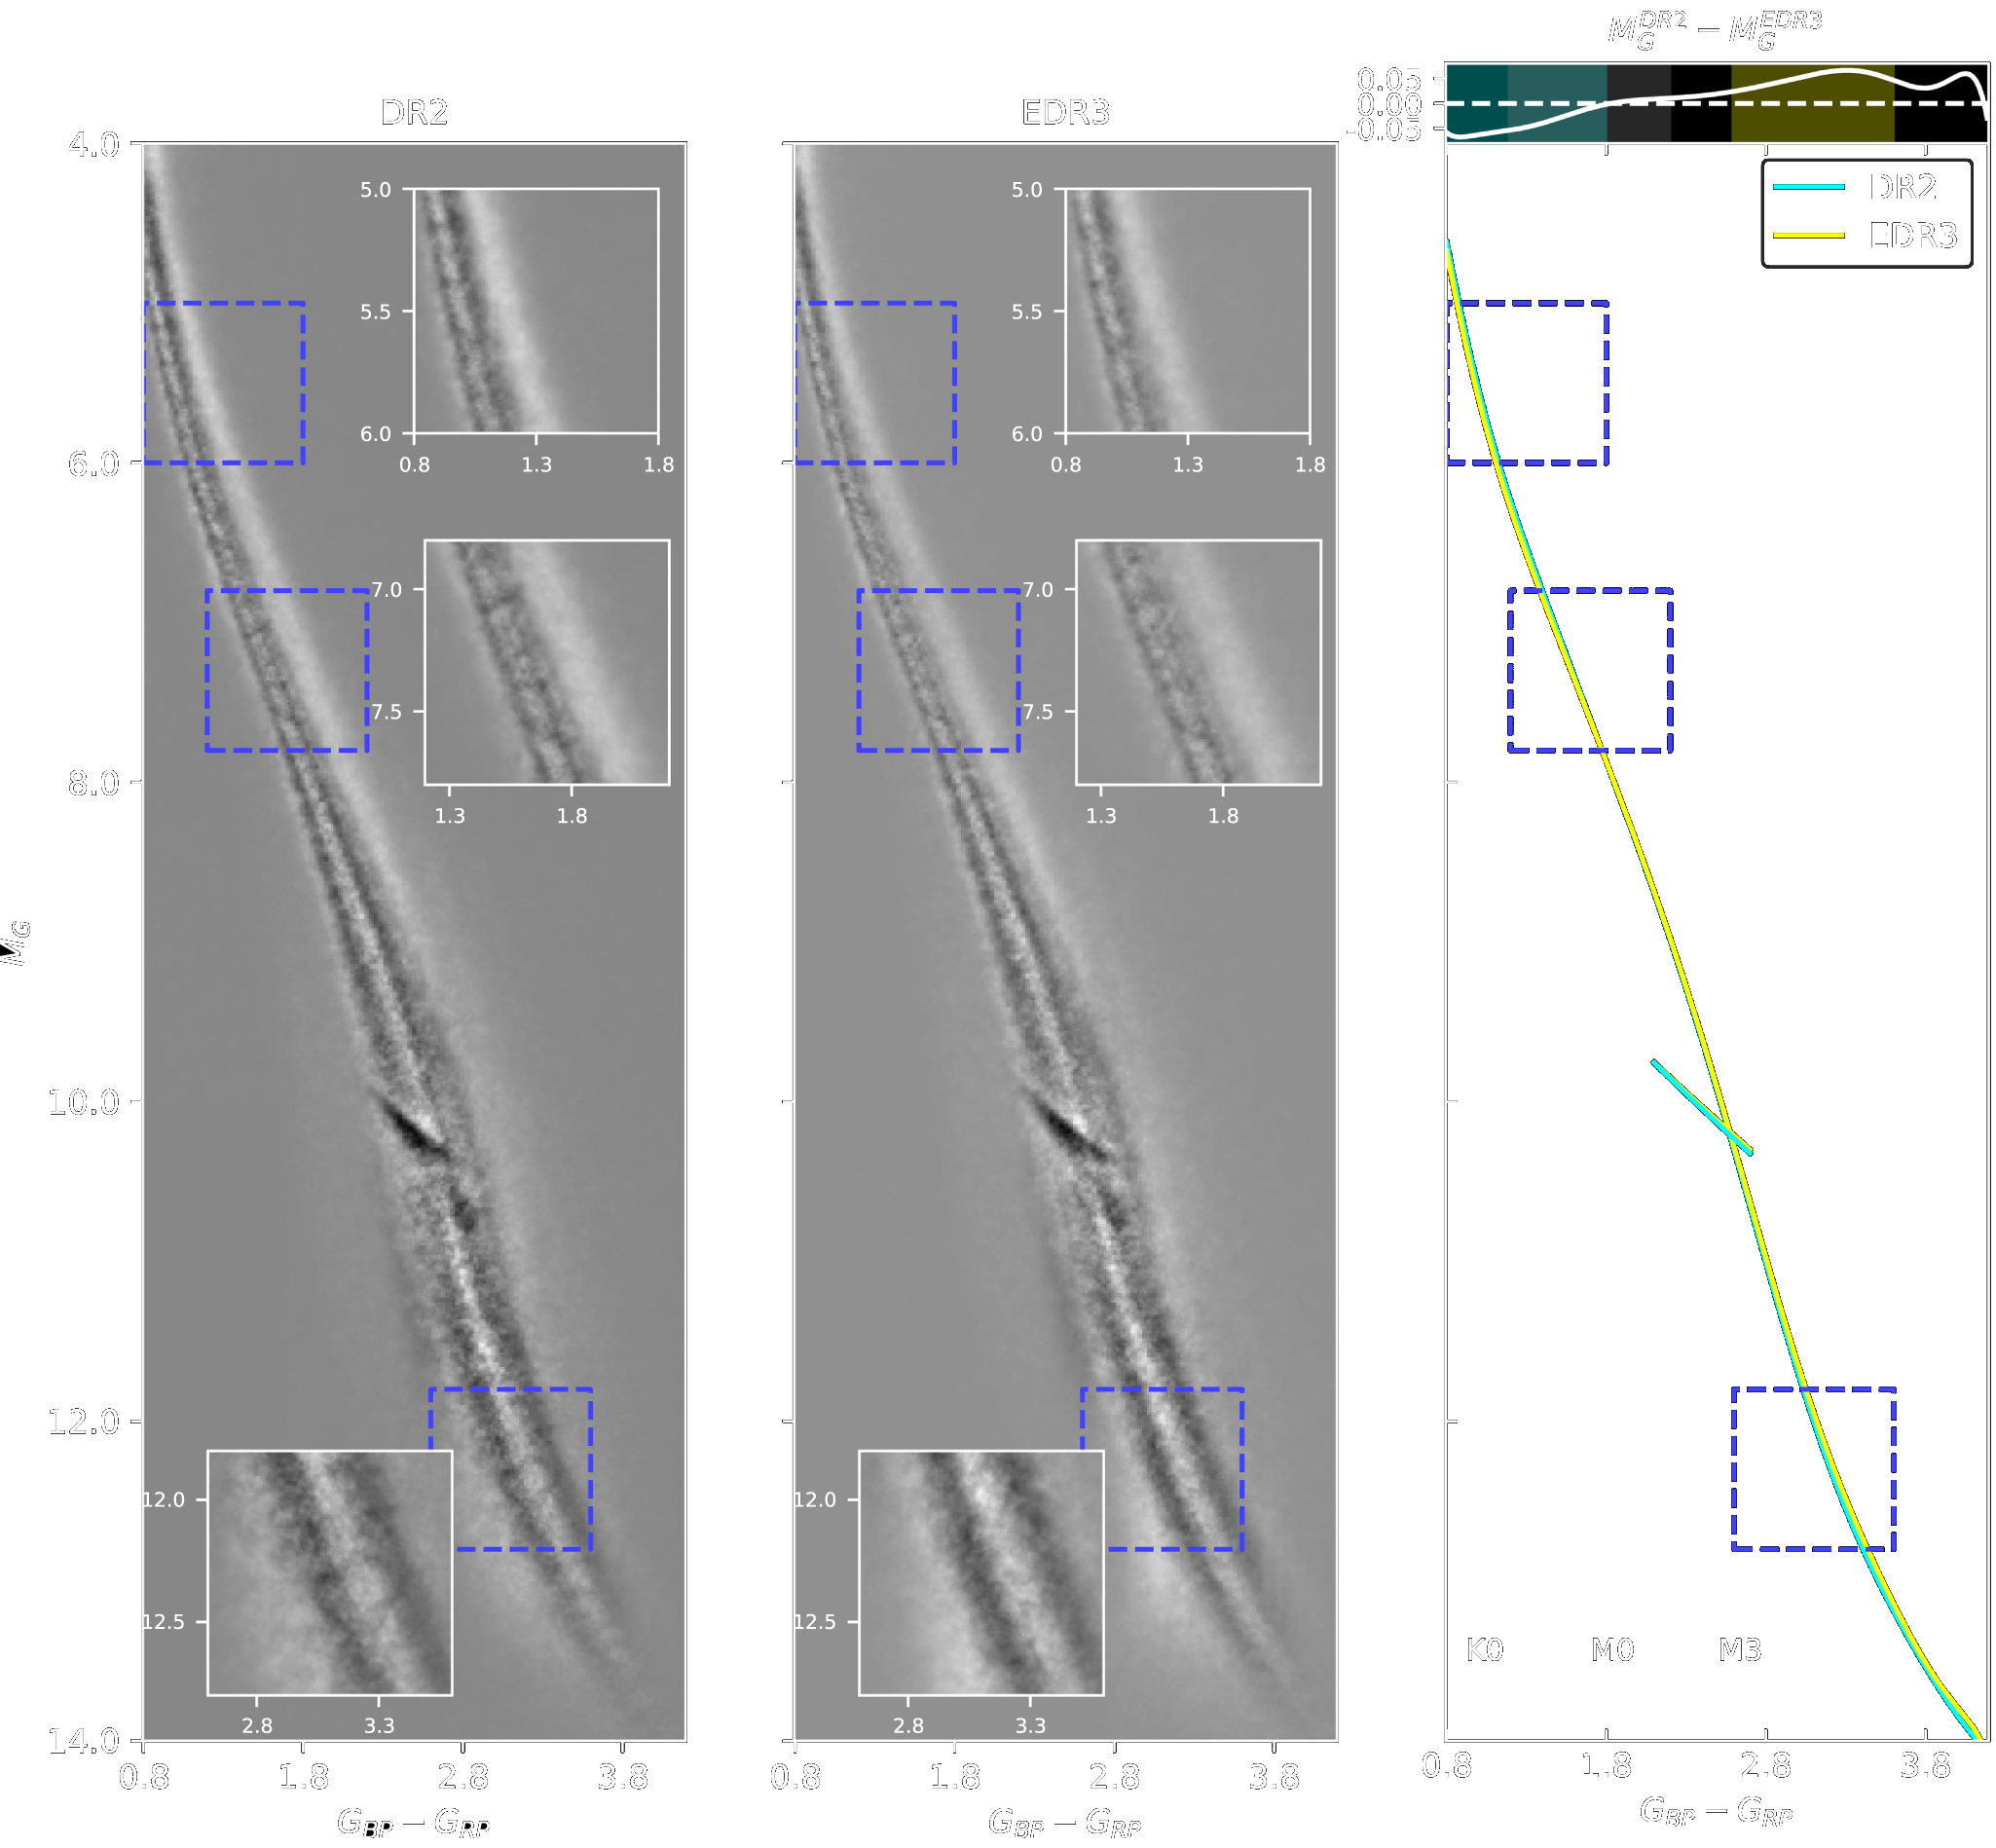 M_G^{DR2} − M_G^{EDR3}
0.05
0.00
-0.05
DR2
EDR3
4.0
6.0
8.0
10.0
12.0
14.0
M_G
5.0
5.5
6.0
0.8 1.3 1.8
7.0
7.5
1.3 1.8
12.0
12.5
2.8 3.3
0.8 1.8 2.8 3.8
G_{BP} − G_{RP}
5.0
5.5
6.0
0.8 1.3 1.8
7.0
7.5
1.3 1.8
12.0
12.5
2.8 3.3
0.8 1.8 2.8 3.8
G_{BP} − G_{RP}
DR2
EDR3
K0 M0 M3
0.8 1.8 2.8 3.8
G_{BP} − G_{RP}